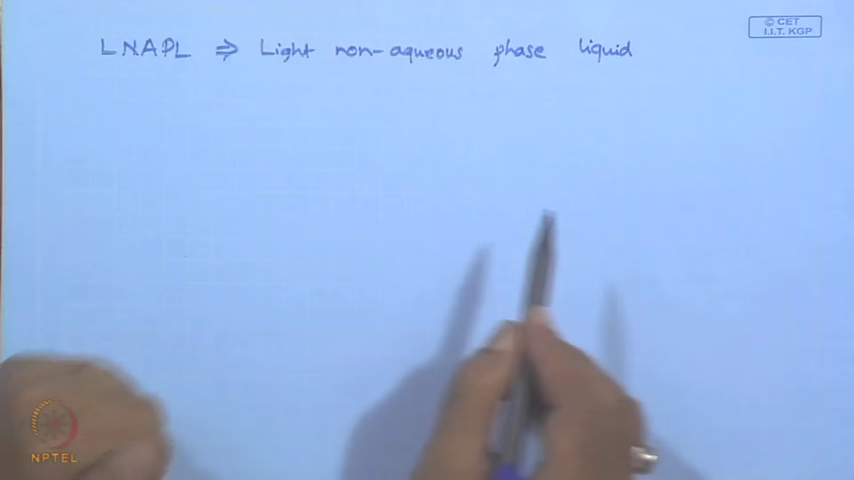 LNAPL ⇒ Light non-aqueous phase liquid
© CET
I.I.T. KGP
NPTEL